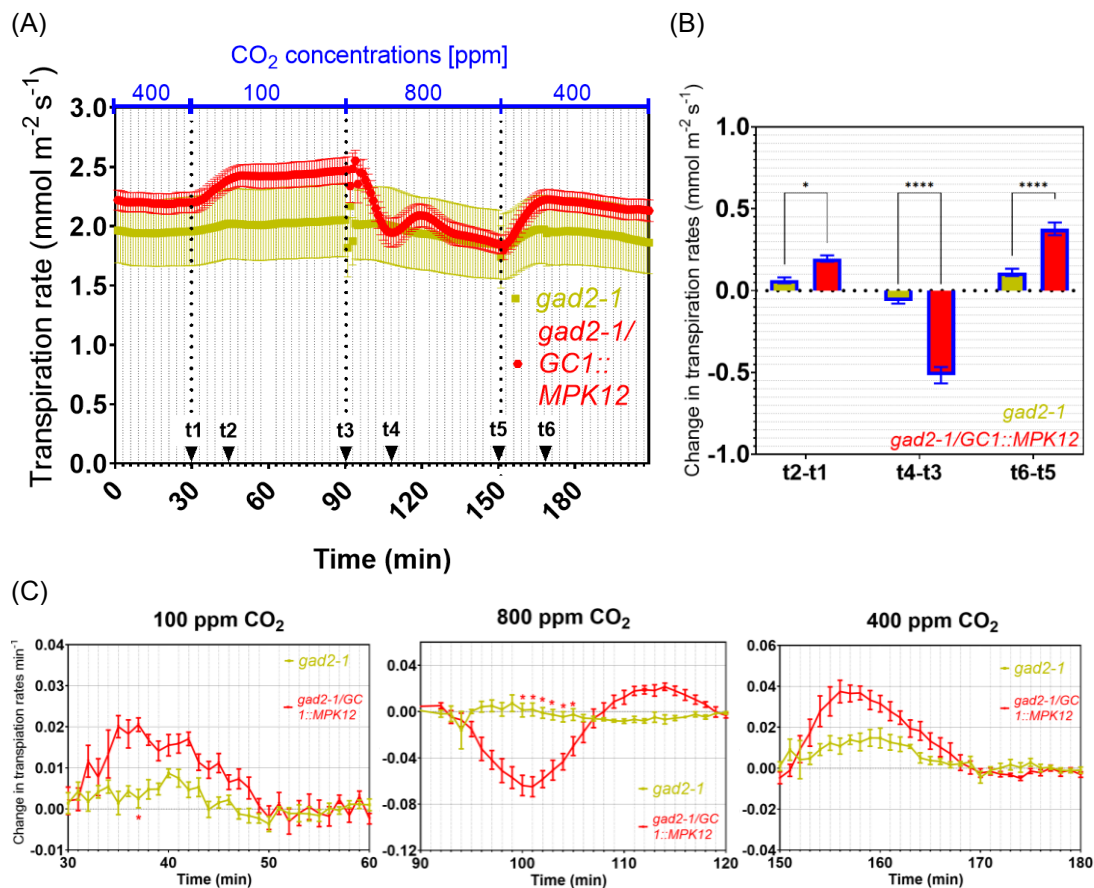 (A)
CO2 concentrations [ppm]
400 100 800 400
Transpiration rate (mmol m-2 s-1)
3.0
2.5
2.0
1.5
1.0
0.5
0.0
gad2-1
gad2-1/
GC1::
MPK12
t1 t2 t3 t4 t5 t6
0 30 60 90 120 150 180
Time (min)
(B)
Change in transpiration rates (mmol m-2 s-1)
1.0
0.5
0.0
-0.5
-1.0
* **** ****
gad2-1
gad2-1/GC1::MPK12
t2-t1 t4-t3 t6-t5
(C)
100 ppm CO2
Change in transpiation rates min-1
0.04
0.03
0.02
0.01
0.00
-0.01
gad2-1
gad2-1/GC
1::MPK12
*
30 40 50 60
Time (min)
800 ppm CO2
0.04
0.00
-0.04
-0.08
-0.12
* * * * * *
gad2-1
gad2-1/GC
1::MPK12
90 100 110 120
Time (min)
400 ppm CO2
0.06
0.04
0.02
0.00
-0.02
-0.04
gad2-1
gad2-1/GC
1::MPK12
150 160 170 180
Time (min)